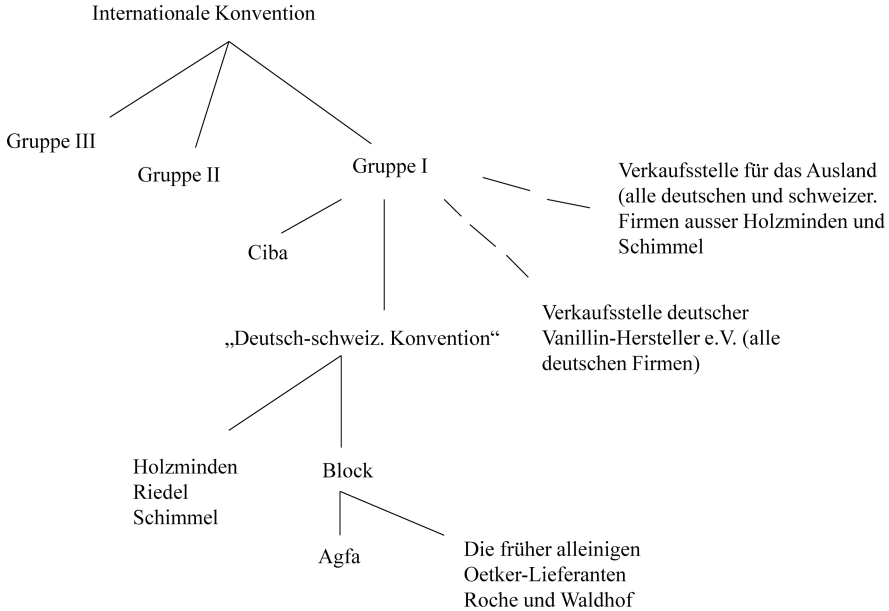 Internationale Konvention
Gruppe III
Gruppe II
Gruppe I
Verkaufsstelle für das Ausland
(alle deutschen und schweizer.
Firmen ausser Holzminden und
Schimmel
Ciba
Verkaufsstelle deutscher
Vanillin-Hersteller e.V. (alle
deutschen Firmen)
„Deutsch-schweiz. Konvention“
Holzminden
Riedel
Schimmel
Block
Agfa
Die früher alleinigen
Oetker-Lieferanten
Roche und Waldhof